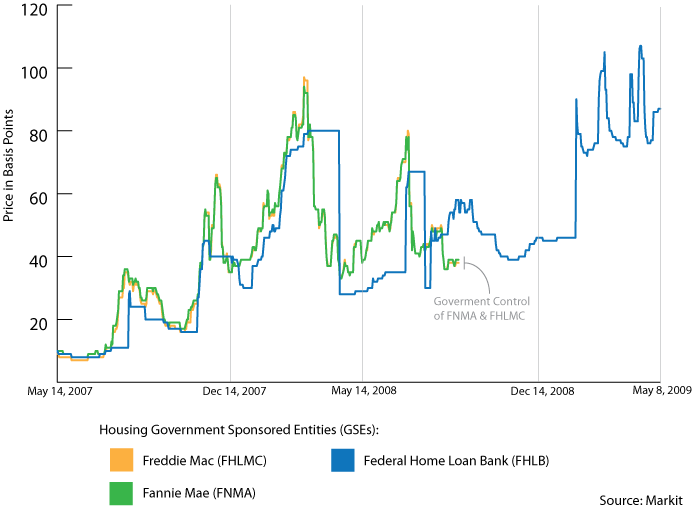 120
100
80
60
40
20
Price in Basis Points
Goverment Control
of FNMA & FHLMC
May 14, 2007
Dec 14, 2007
May 14, 2008
Dec 14, 2008
May 8, 2009
Housing Government Sponsored Entities (GSEs):
Freddie Mac (FHLMC)
Federal Home Loan Bank (FHLB)
Fannie Mae (FNMA)
Source: Markit